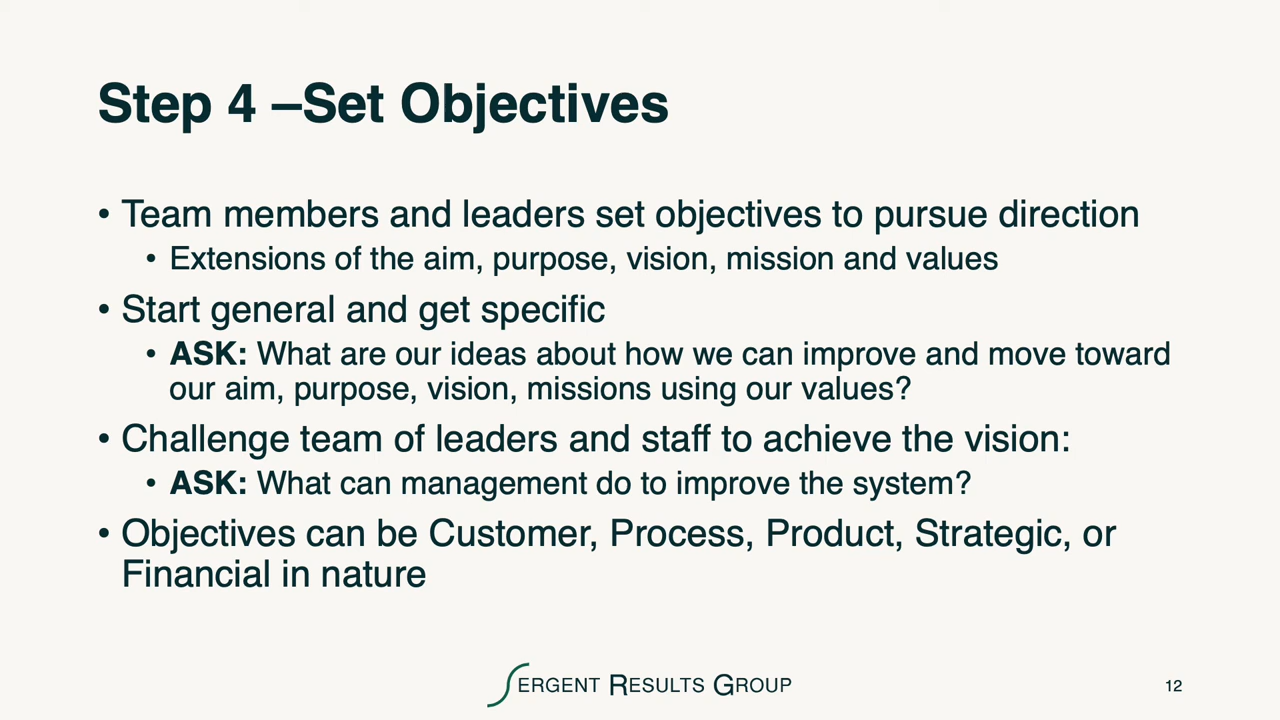 Step 4 –Set Objectives
• Team members and leaders set objectives to pursue direction
• Extensions of the aim, purpose, vision, mission and values
• Start general and get specific
• ASK: What are our ideas about how we can improve and move toward
our aim, purpose, vision, missions using our values?
• Challenge team of leaders and staff to achieve the vision:
• ASK: What can management do to improve the system?
• Objectives can be Customer, Process, Product, Strategic, or
Financial in nature
SERGENT RESULTS GROUP
12